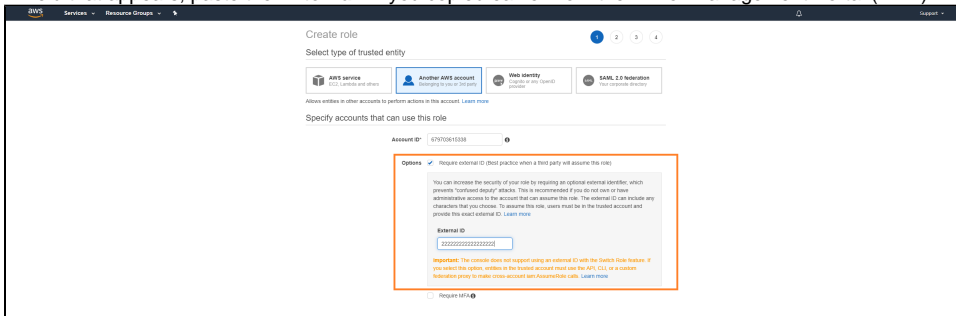 aws Services Resource Groups Support
Create role
1 2 3 4
Select type of trusted entity
AWS service
EC2, Lambda and others
Another AWS account
Belonging to you or 3rd party
Web identity
Cognito or any OpenID
provider
SAML 2.0 federation
Your corporate directory
Allows entities in other accounts to perform actions in this account. Learn more
Specify accounts that can use this role
Account ID* 679703615338
Options Require external ID (Best practice when a third party will assume this role)
You can increase the security of your role by requiring an optional external identifier, which
prevents "confused deputy" attacks. This is recommended if you do not own or have
administrative access to the account that can assume this role. The external ID can include any
characters that you choose. To assume this role, users must be in the trusted account and
provide this exact external ID. Learn more
External ID
Important: The console does not support using an external ID with the Switch Role feature. If
you select this option, entities in the trusted account must use the API, CLI, or a custom
federation proxy to make cross-account iam:AssumeRole calls. Learn more
Require MFA